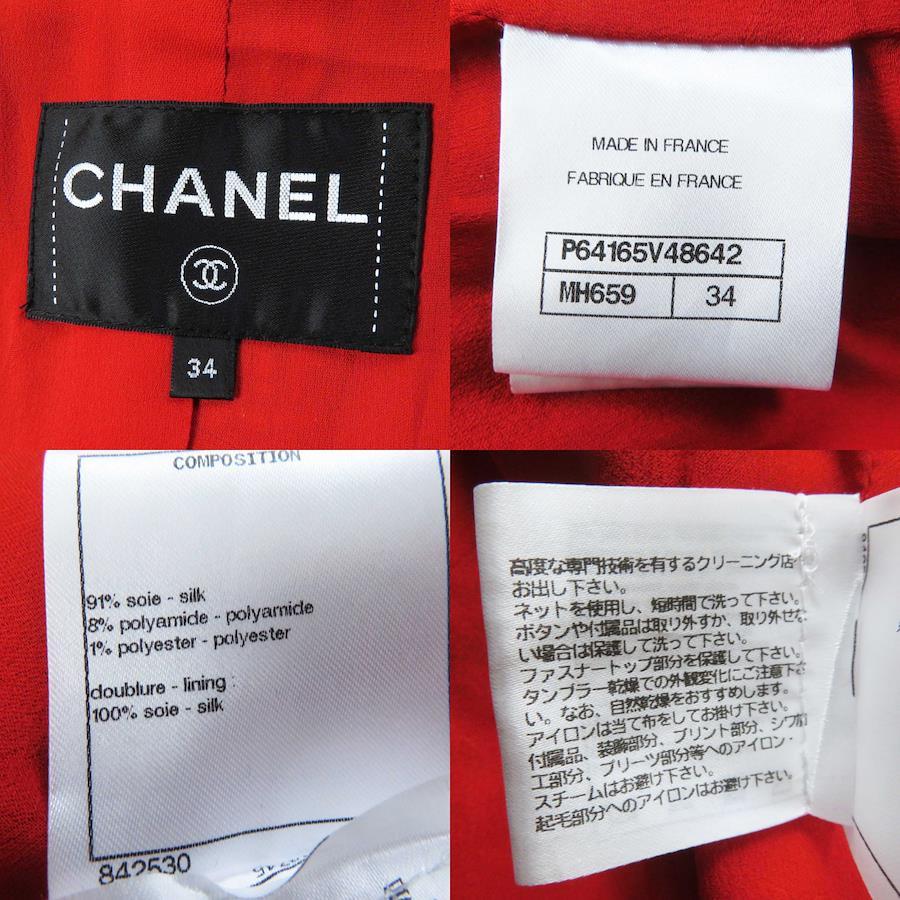 CHANEL
34
MADE IN FRANCE
FABRIQUE EN FRANCE
P64165V48642
MH659 34
COMPOSITION
91% soie - silk
8% polyamide - polyamide
1% polyester - polyester
doublure - lining :
100% soie - silk
842530
高度な専門技術を有するクリーニング店
お出し下さい。
ネットを使用し、短時間で洗って下さい。
ボタンや付属品は取り外すか、取り外せな
い場合は保護して洗って下さい。
ファスナートップ部分を保護して下さい。
タンブラー乾燥での外観変化にご注意下さ
い。なお、自然乾燥をおすすめします。
アイロンは当て布をしてお掛け下さい。
付属品、装飾部分、プリント部分、シワ加
工部分、プリーツ部分等へのアイロン・
スチームはお避け下さい。
起毛部分へのアイロンはお避け下さい。